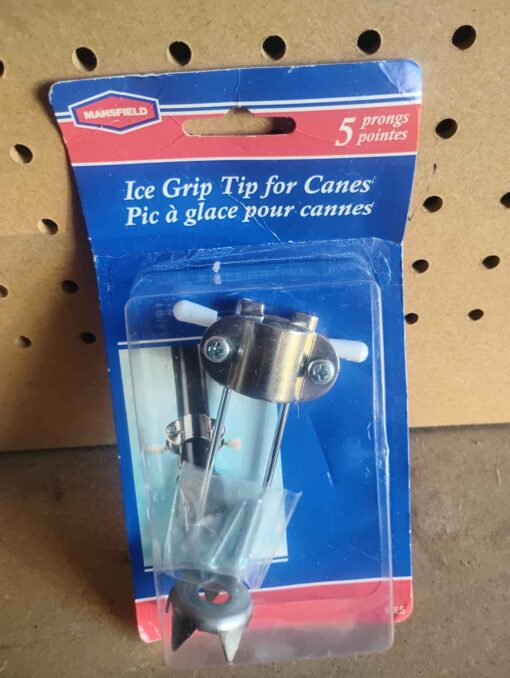 MANSFIELD
5 prongs
pointes
Ice Grip Tip for Canes
Pic à glace pour cannes